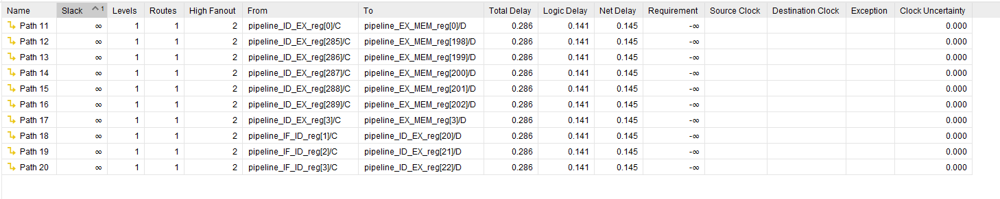 Name Slack 1 Levels Routes High Fanout From To Total Delay Logic Delay Net Delay Requirement Source Clock Destination Clock Exception Clock Uncertainty
Path 11 ∞ 1 1 2 pipeline_ID_EX_reg[0]/C pipeline_EX_MEM_reg[0]/D 0.286 0.141 0.145 -∞ 0.000
Path 12 ∞ 1 1 2 pipeline_ID_EX_reg[285]/C pipeline_EX_MEM_reg[198]/D 0.286 0.141 0.145 -∞ 0.000
Path 13 ∞ 1 1 2 pipeline_ID_EX_reg[286]/C pipeline_EX_MEM_reg[199]/D 0.286 0.141 0.145 -∞ 0.000
Path 14 ∞ 1 1 2 pipeline_ID_EX_reg[287]/C pipeline_EX_MEM_reg[200]/D 0.286 0.141 0.145 -∞ 0.000
Path 15 ∞ 1 1 2 pipeline_ID_EX_reg[288]/C pipeline_EX_MEM_reg[201]/D 0.286 0.141 0.145 -∞ 0.000
Path 16 ∞ 1 1 2 pipeline_ID_EX_reg[289]/C pipeline_EX_MEM_reg[202]/D 0.286 0.141 0.145 -∞ 0.000
Path 17 ∞ 1 1 2 pipeline_ID_EX_reg[3]/C pipeline_EX_MEM_reg[3]/D 0.286 0.141 0.145 -∞ 0.000
Path 18 ∞ 1 1 2 pipeline_IF_ID_reg[1]/C pipeline_ID_EX_reg[20]/D 0.286 0.141 0.145 -∞ 0.000
Path 19 ∞ 1 1 2 pipeline_IF_ID_reg[2]/C pipeline_ID_EX_reg[21]/D 0.286 0.141 0.145 -∞ 0.000
Path 20 ∞ 1 1 2 pipeline_IF_ID_reg[3]/C pipeline_ID_EX_reg[22]/D 0.286 0.141 0.145 -∞ 0.000